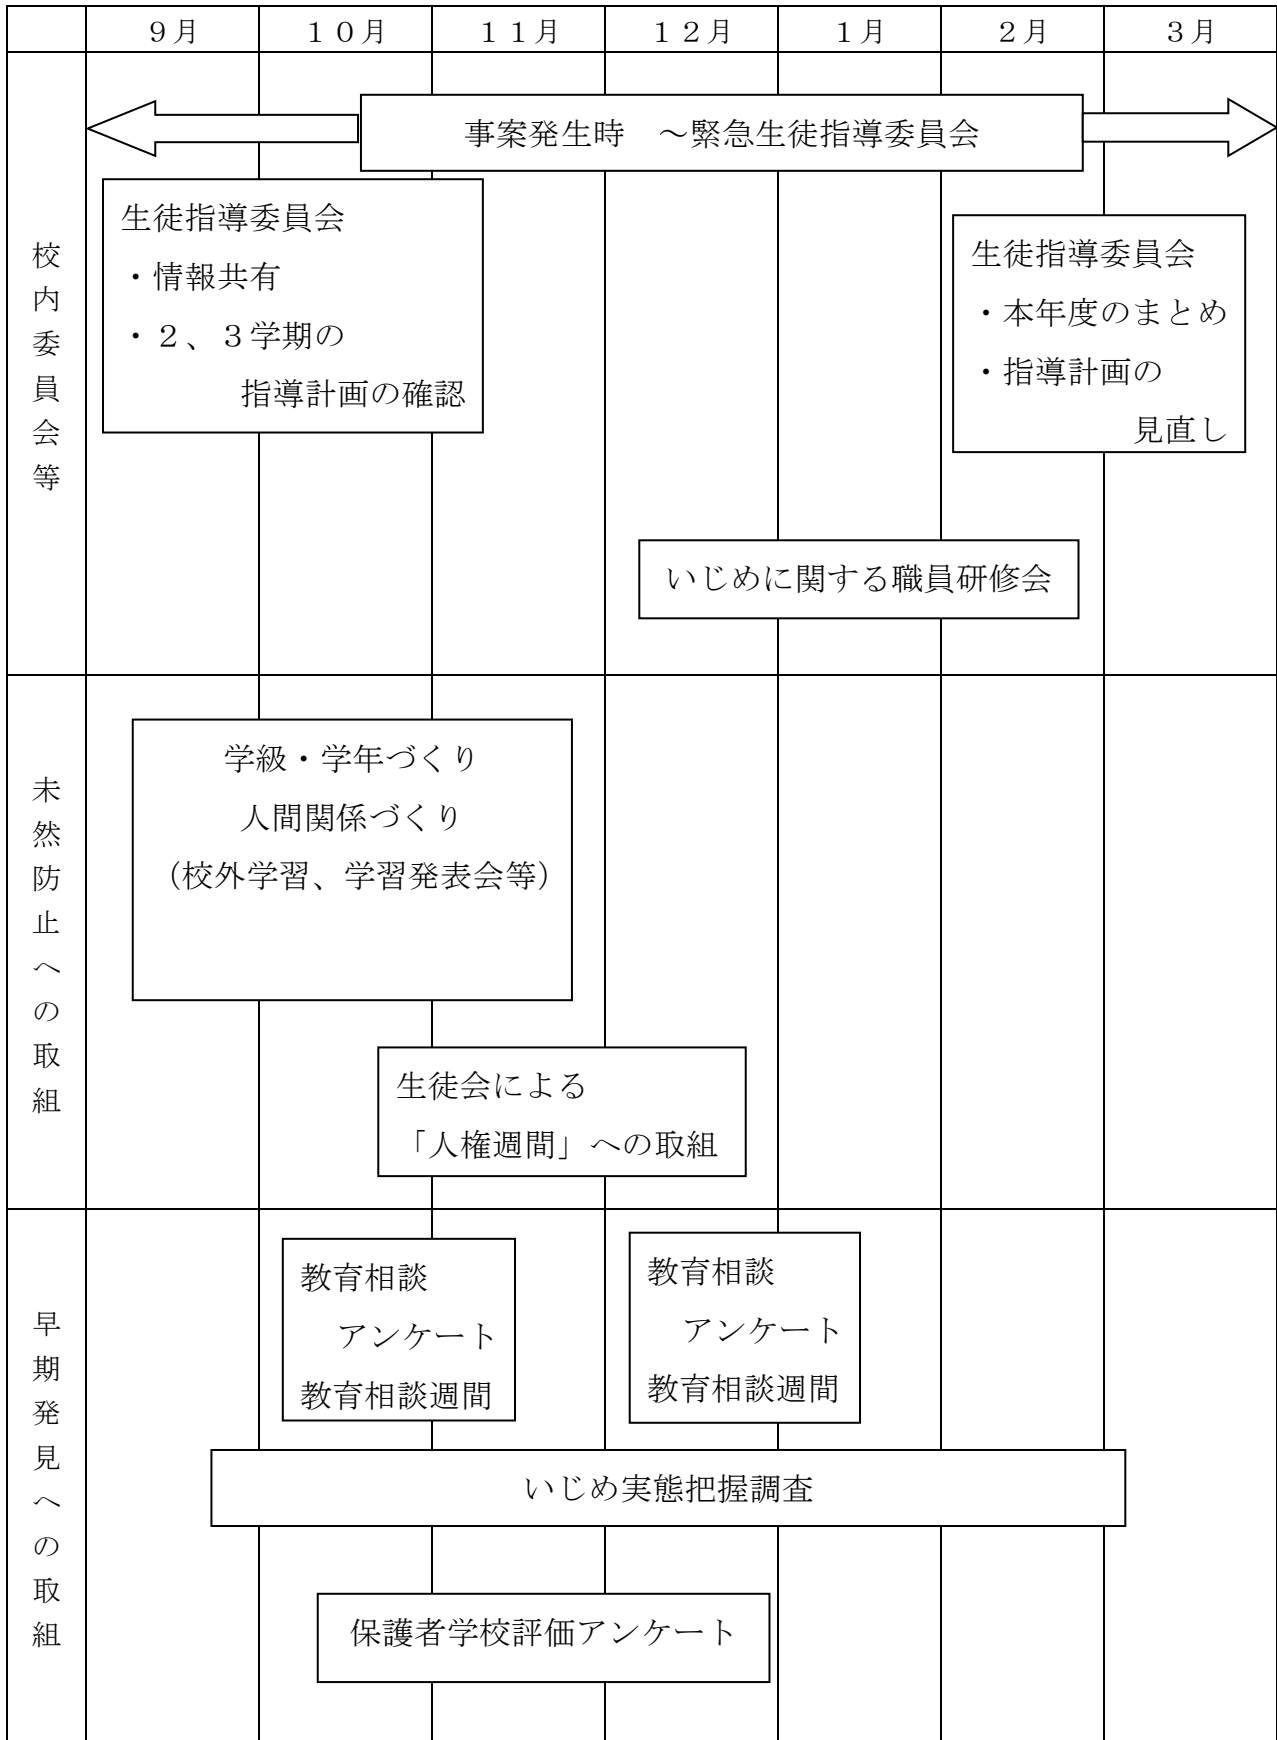 ９月 １０月 １１月 １２月 １月 ２月 ３月
校内委員会等
事案発生時　～緊急生徒指導委員会
生徒指導委員会
・情報共有
・２、３学期の
指導計画の確認
生徒指導委員会
・本年度のまとめ
・指導計画の
見直し
いじめに関する職員研修会
未然防止への取組
学級・学年づくり
人間関係づくり
（校外学習、学習発表会等）
生徒会による
「人権週間」への取組
早期発見への取組
教育相談
アンケート
教育相談週間
教育相談
アンケート
教育相談週間
いじめ実態把握調査
保護者学校評価アンケート